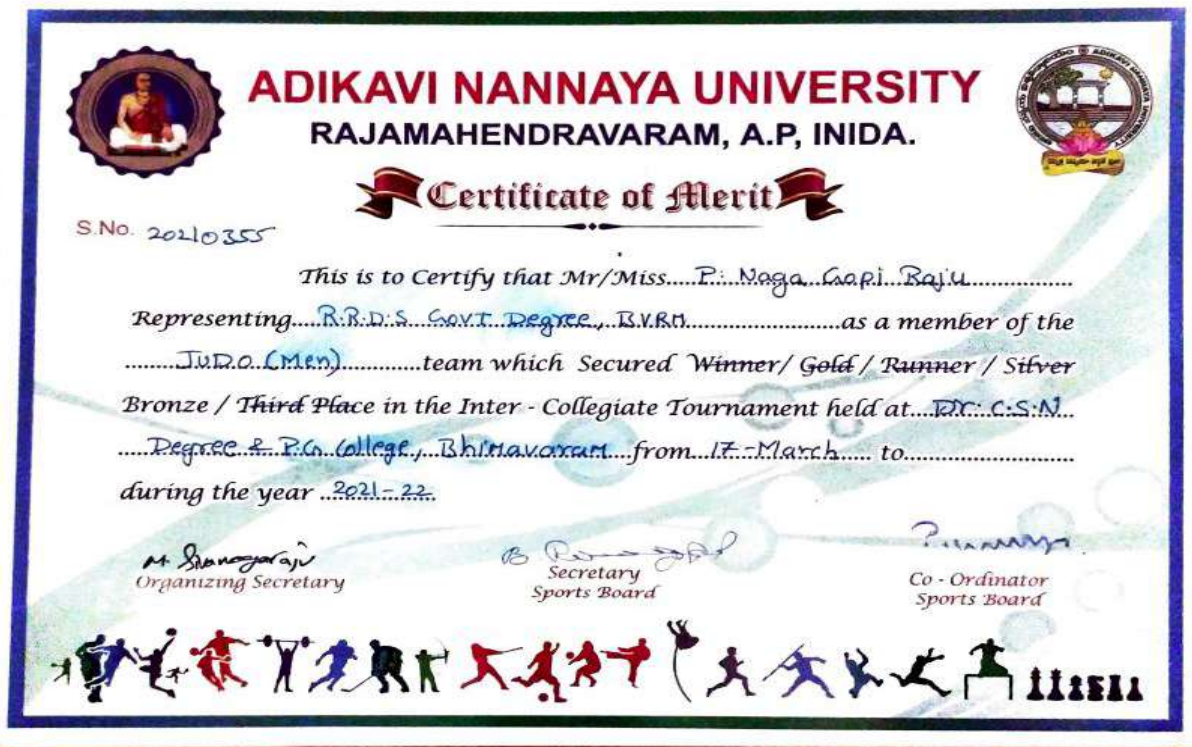 ADIKAVI NANNAYA UNIVERSITY
RAJAMAHENDRAVARAM, A.P, INIDA.
Certificate of Merit
S.No. 20210355
This is to Certify that Mr/Miss.....P. Naga Gopi Raju
Representing.....R.R.D.S Govt Degree, BVRM.....as a member of the
.....JUDO (Men).....team which Secured Winner/ Gold / Runner / Silver
Bronze / Third Place in the Inter - Collegiate Tournament held at...Dr. C.S.N
.....Degree & P.G. College, Bhimavaram...from...17-March..... to.....
during the year ..2021-22
Organizing Secretary
Secretary
Sports Board
Co - Ordinator
Sports Board